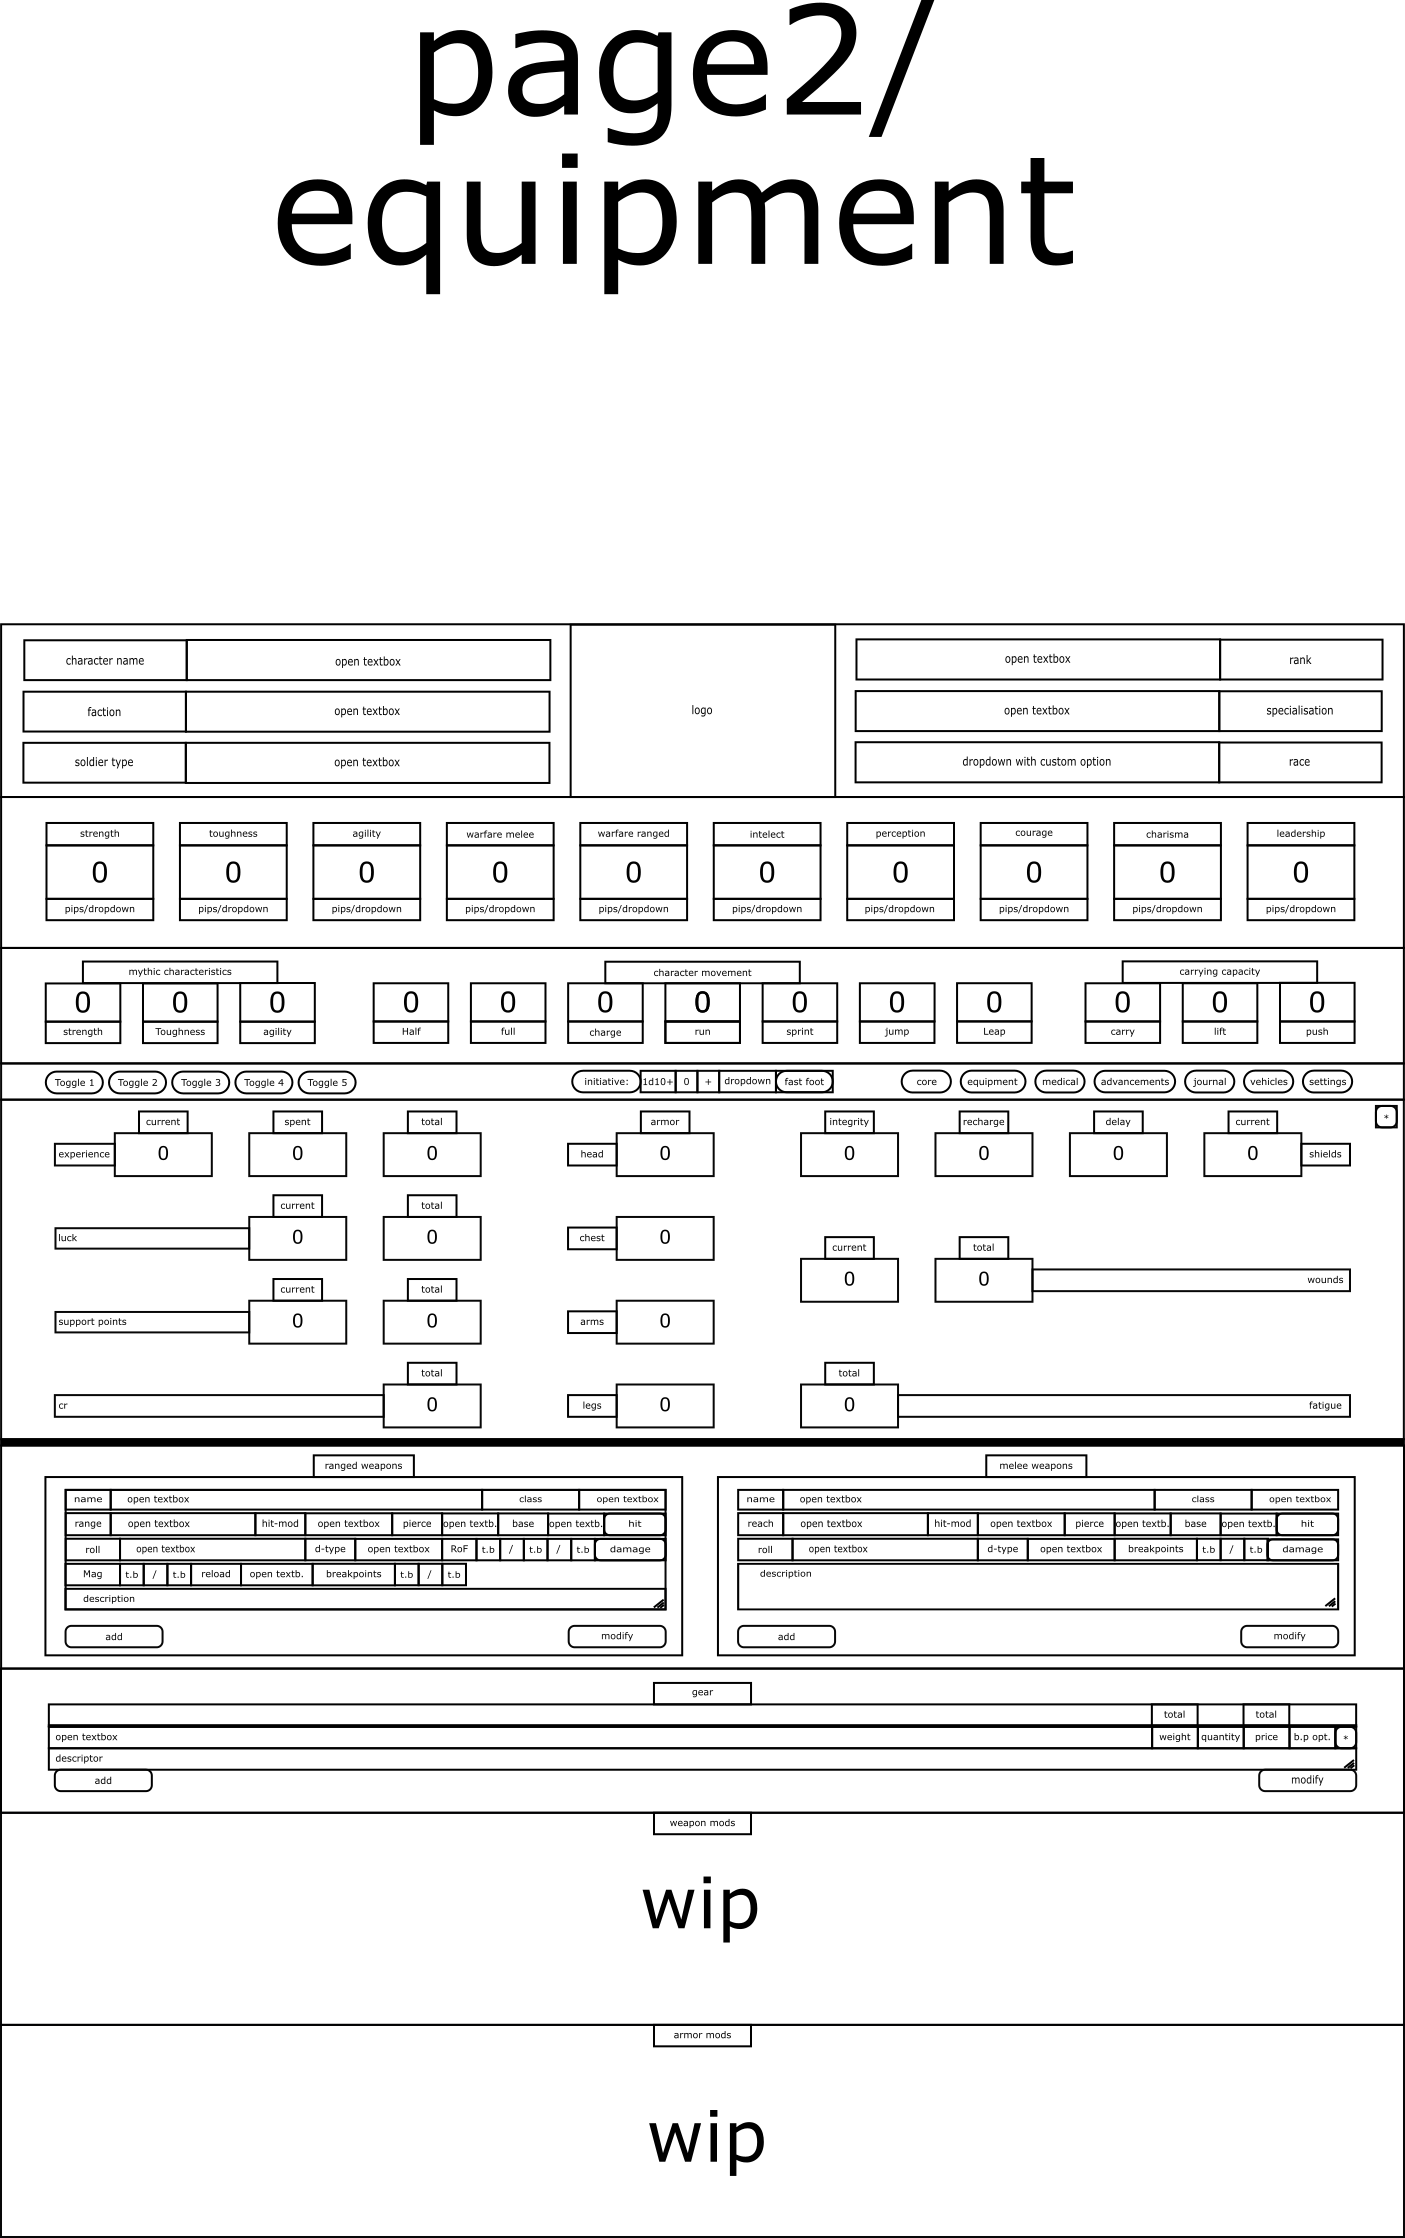 page2/
equipment
character name open textbox open textbox rank
faction open textbox logo open textbox specialisation
soldier type open textbox dropdown with custom option race
strength toughness agility warfare melee warfare ranged intelect perception courage charisma leadership
0 0 0 0 0 0 0 0 0 0
pips/dropdown pips/dropdown pips/dropdown pips/dropdown pips/dropdown pips/dropdown pips/dropdown pips/dropdown pips/dropdown pips/dropdown
mythic characteristics character movement carrying capacity
0 0 0 0 0 0 0 0 0 0 0 0 0
strength Toughness agility Half full charge run sprint jump Leap carry lift push
Toggle 1 Toggle 2 Toggle 3 Toggle 4 Toggle 5 initiative: 1d10+ 0 + dropdown fast foot core equipment medical advancements journal vehicles settings
current spent total armor integrity recharge delay current *
experience 0 0 0 head 0 0 0 0 0 shields
current total
luck 0 0 chest 0
current total
0 0 wounds
current total
support points 0 0 arms 0
total total
cr 0 legs 0 0 fatigue
ranged weapons melee weapons
name open textbox class open textbox name open textbox class open textbox
range open textbox hit-mod open textbox pierce open textb. base open textb. hit reach open textbox hit-mod open textbox pierce open textb. base open textb. hit
roll open textbox d-type open textbox RoF t.b / t.b / t.b damage roll open textbox d-type open textbox breakpoints t.b / t.b damage
Mag t.b / t.b reload open textb. breakpoints t.b / t.b description
description
add modify add modify
gear
total total
open textbox weight quantity price b.p opt. *
descriptor
add modify
weapon mods
wip
armor mods
wip